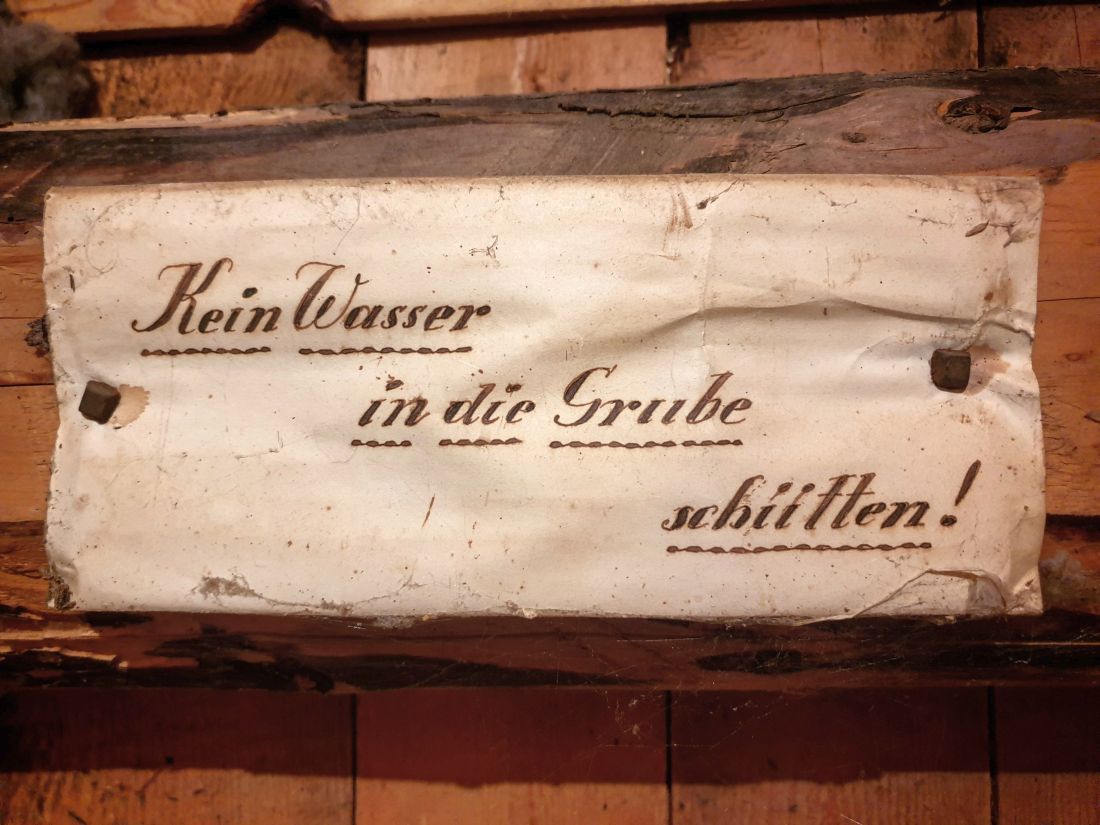 Kein Wasser
in die Grube
schütten!